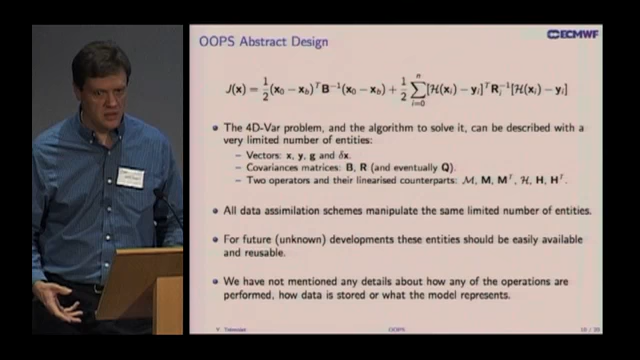 OOPS Abstract Design
ECMWF
J(x) = 1/2 (x₀ − x_b)ᵀ B⁻¹ (x₀ − x_b) + 1/2 ∑ᵢ₌₀ⁿ [ℋ(xᵢ) − yᵢ]ᵀ Rᵢ⁻¹ [ℋ(xᵢ) − yᵢ]
• The 4D-Var problem, and the algorithm to solve it, can be described with a
very limited number of entities:
– Vectors: x, y, g and δx.
– Covariances matrices: B, R (and eventually Q).
– Two operators and their linearised counterparts: ℳ, M, Mᵀ, ℋ, H, Hᵀ.
• All data assimilation schemes manipulate the same limited number of entities.
• For future (unknown) developments these entities should be easily available
and reusable.
• We have not mentioned any details about how any of the operations are
performed, how data is stored or what the model represents.
OOPS